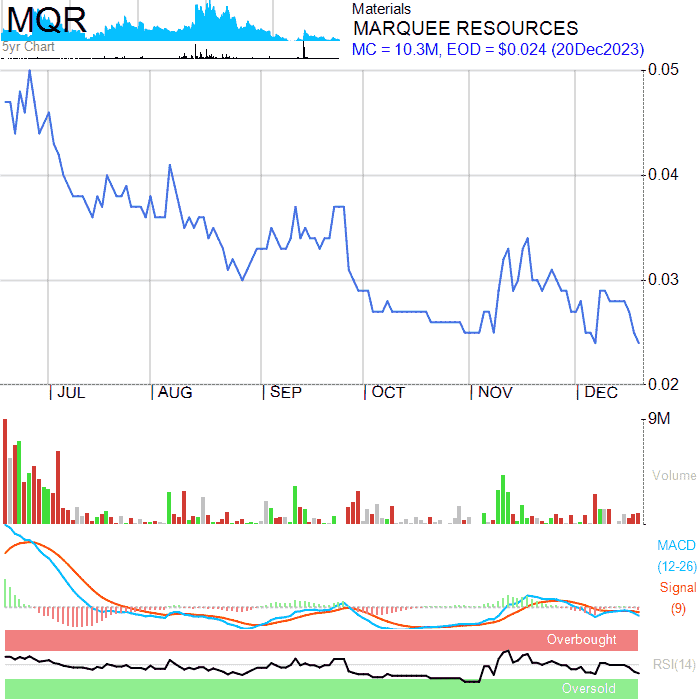 MQR
5yr Chart
Materials
MARQUEE RESOURCES
MC = 10.3M, EOD = $0.024 (20Dec2023)
0.05
0.04
0.03
0.02
JUL AUG SEP OCT NOV DEC
9M
Volume
MACD
(12-26)
Signal
(9)
Overbought
RSI(14)
Oversold